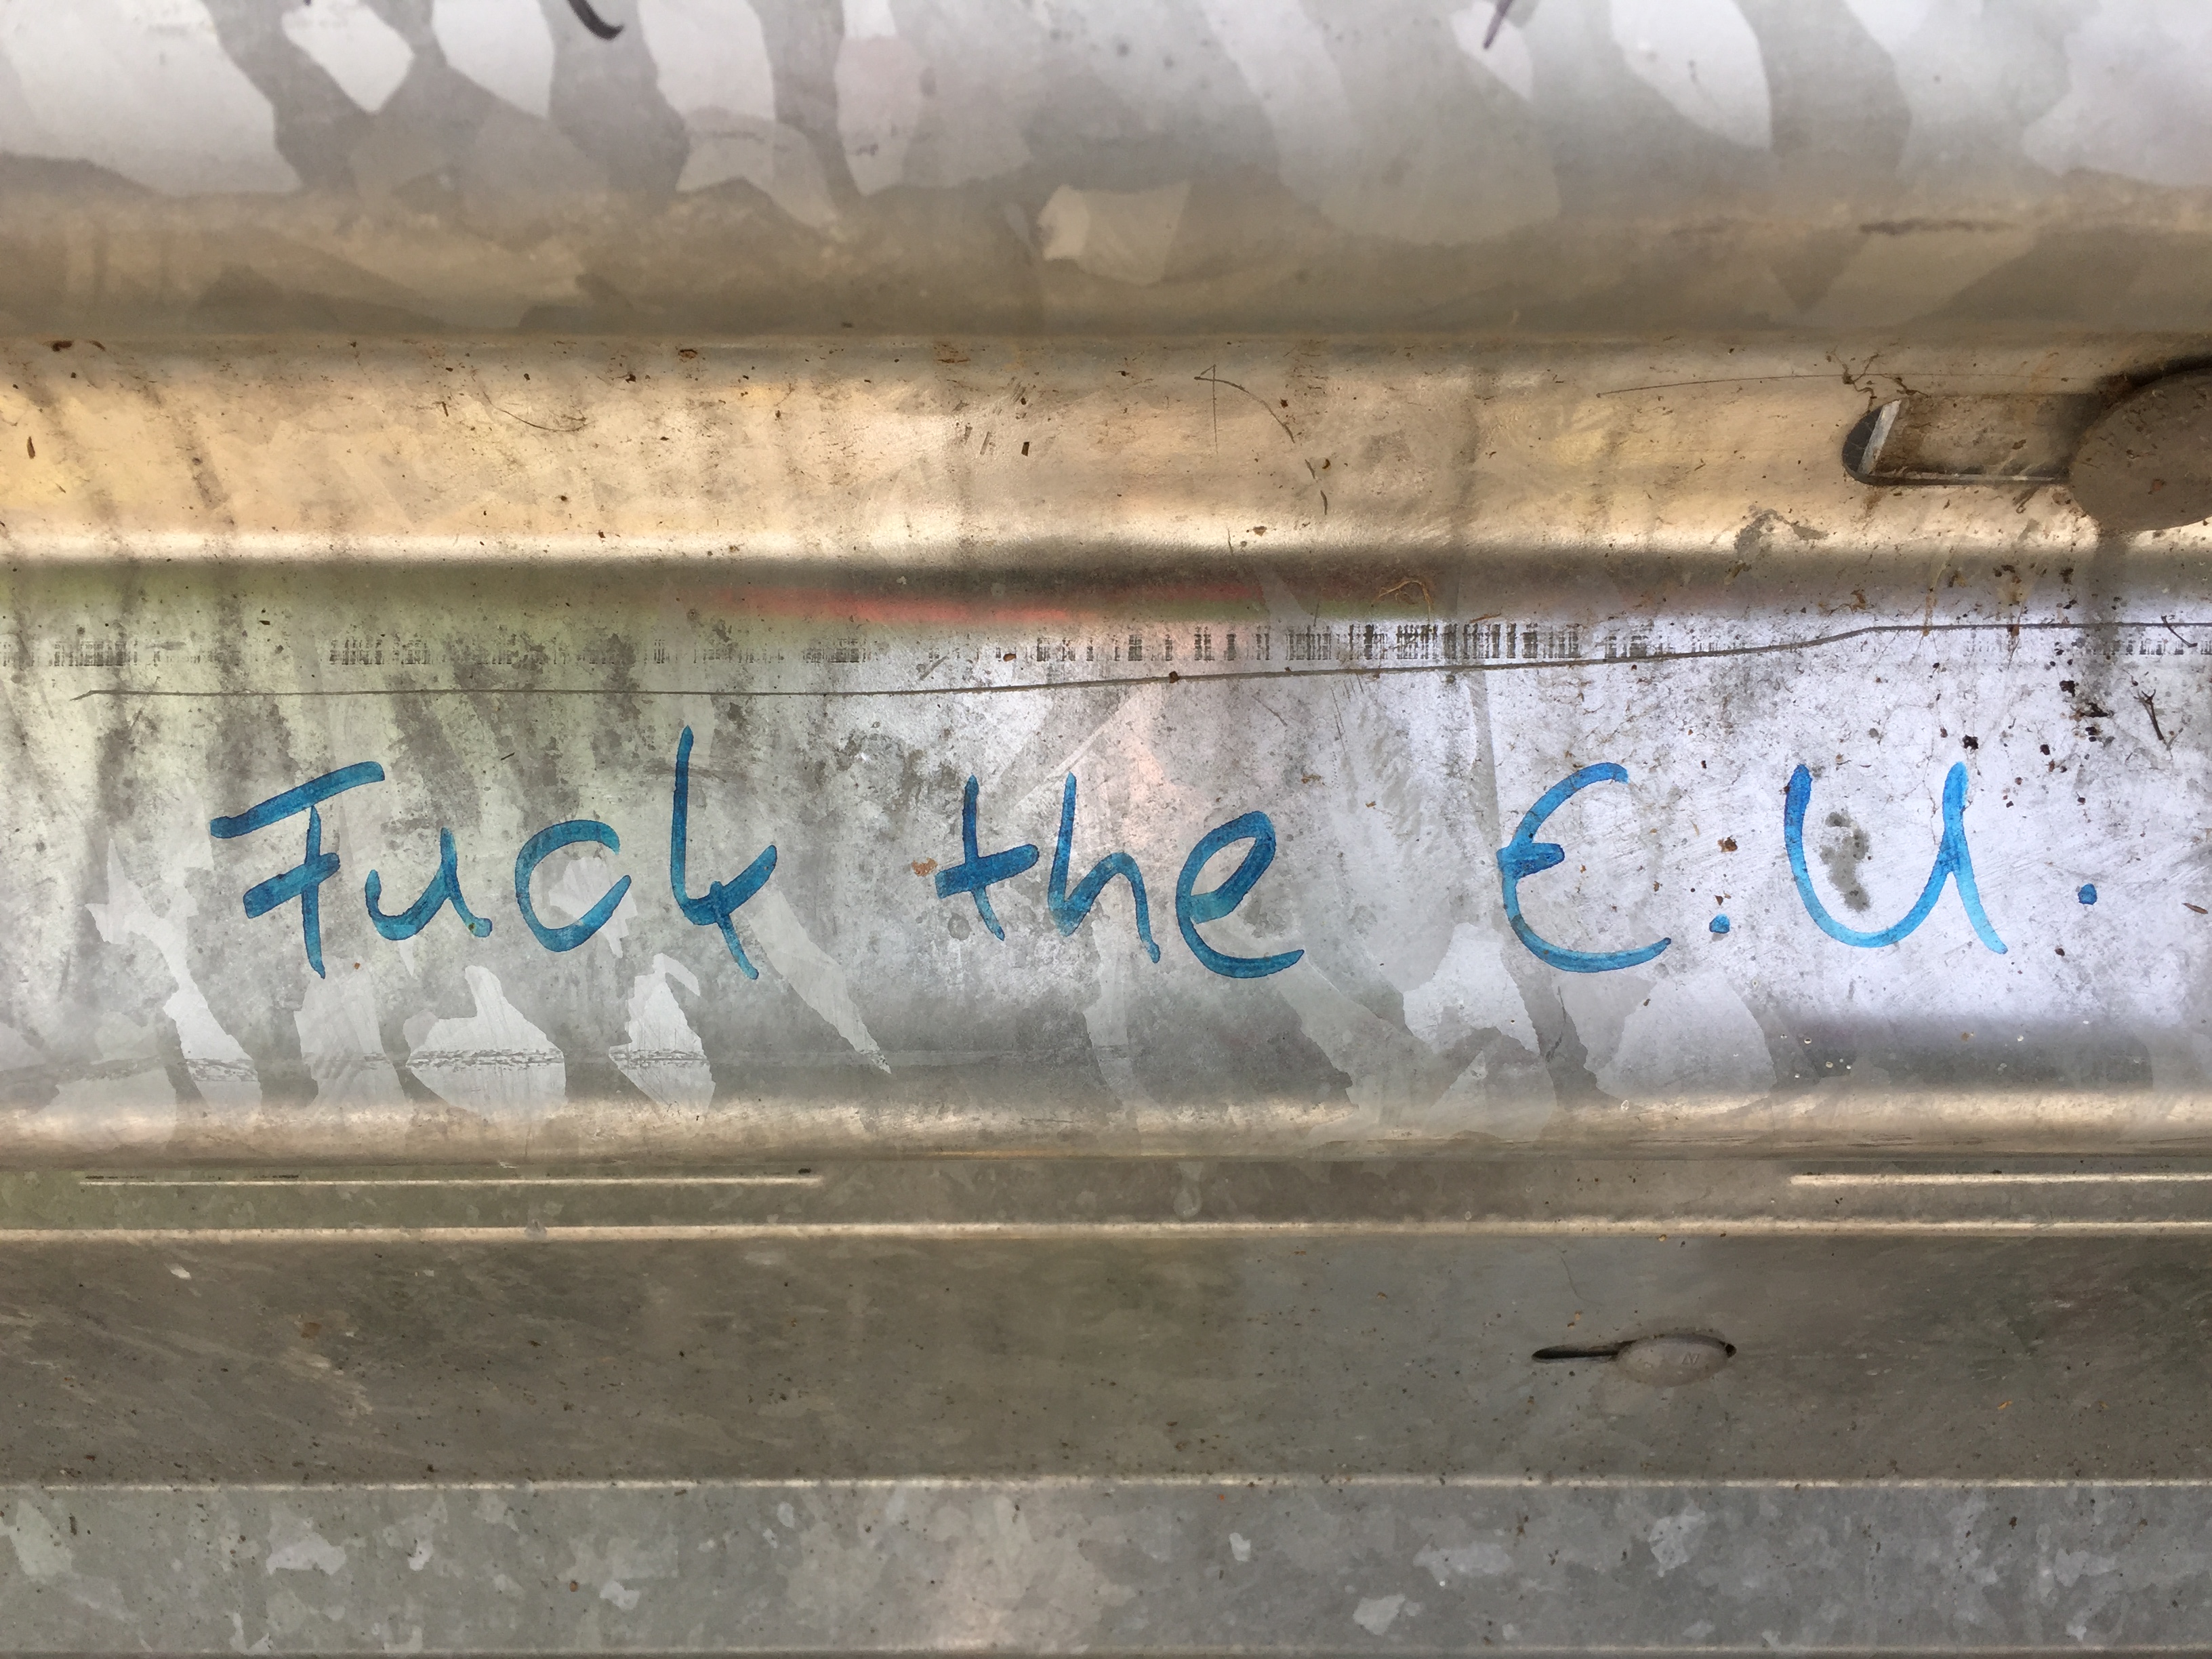 Fuck the E.U.